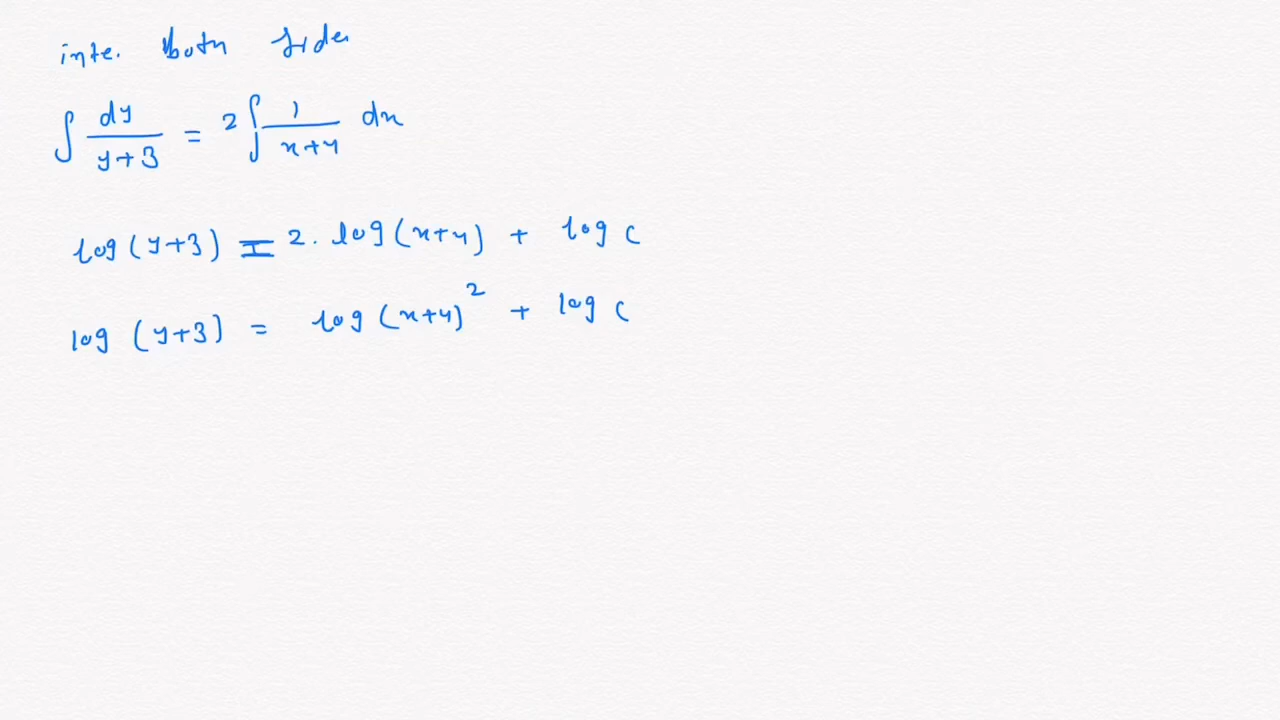 inte. both side
∫ dy/(y+3) = 2 ∫ 1/(x+4) dx
log (y+3) = 2. log (x+4) + log c
log (y+3) = log (x+4)² + log c